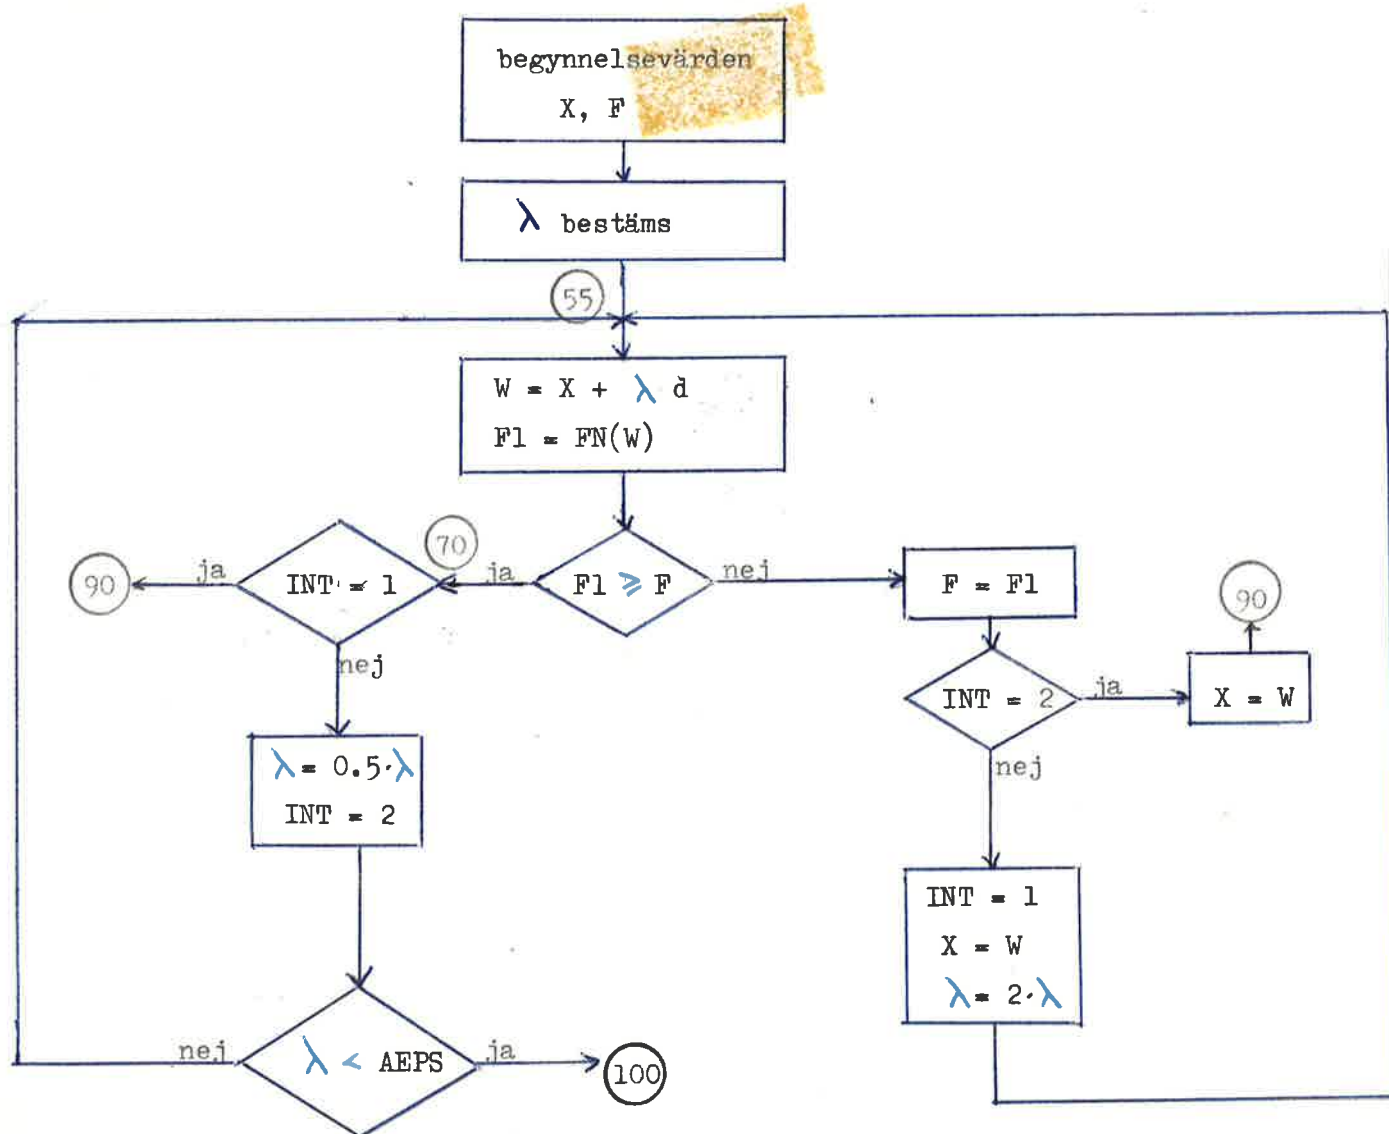 begynnelsevärden
X, F
λ bestäms
55
W = X + λ d
F1 = FN(W)
70
90
ja
INT = 1
ja
F1 ⩾ F
nej
F = F1
90
nej
INT = 2
ja
X = W
λ = 0.5·λ
INT = 2
nej
INT = 1
X = W
λ = 2·λ
nej
λ < AEPS
ja
100